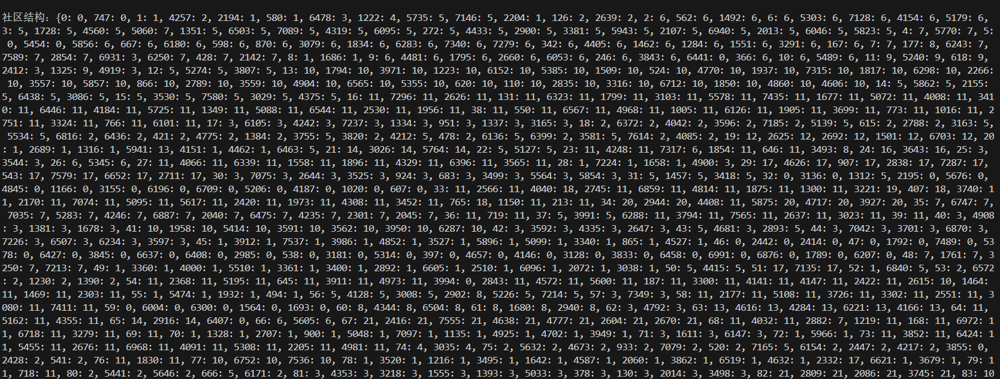 社区结构：{0: 0, 747: 0, 1: 1, 4257: 2, 2194: 1, 580: 1, 6478: 3, 1222: 4, 5735: 5, 7146: 5, 2204: 1, 126: 2, 2639: 2, 2: 6, 562: 6, 1492: 6, 6: 6, 5303: 6, 7128: 6, 4154: 6, 5179: 6,
3: 5, 1728: 5, 4560: 5, 5060: 7, 1351: 5, 6503: 5, 7089: 5, 4319: 5, 6095: 5, 272: 5, 4433: 5, 2900: 5, 3381: 5, 5943: 5, 2107: 5, 6940: 5, 2013: 5, 6046: 5, 5823: 5, 4: 7, 5770: 7, 5:
0, 5454: 0, 5856: 6, 667: 6, 6180: 6, 598: 6, 870: 6, 3079: 6, 1834: 6, 6283: 6, 7340: 6, 7279: 6, 342: 6, 4405: 6, 1462: 6, 1284: 6, 1551: 6, 3291: 6, 167: 6, 7: 7, 177: 8, 6243: 7,
7589: 7, 2854: 7, 6931: 3, 6250: 7, 428: 7, 2142: 7, 8: 1, 1686: 1, 9: 6, 4481: 6, 1795: 6, 2660: 6, 6053: 6, 246: 6, 3843: 6, 6441: 0, 366: 6, 10: 6, 5489: 6, 11: 9, 5240: 9, 618: 9,
2412: 3, 1325: 9, 4919: 3, 12: 5, 5274: 5, 3807: 5, 13: 10, 1794: 10, 3971: 10, 1223: 10, 6152: 10, 5385: 10, 1509: 10, 524: 10, 4770: 10, 1937: 10, 7315: 10, 1817: 10, 6298: 10, 2266:
10, 3557: 10, 5857: 10, 866: 10, 2789: 10, 3559: 10, 4904: 10, 6565: 10, 5355: 10, 620: 10, 110: 10, 2835: 10, 3316: 10, 6712: 10, 1850: 10, 4860: 10, 4606: 10, 14: 5, 5862: 5, 2155:
5, 6438: 5, 3086: 5, 15: 5, 3530: 5, 7580: 5, 3029: 5, 4375: 5, 16: 11, 7296: 11, 2626: 11, 131: 11, 6323: 11, 1799: 11, 3103: 11, 5578: 11, 7435: 11, 1677: 11, 5072: 11, 4008: 11, 341
0: 11, 6446: 11, 4184: 11, 5725: 11, 1349: 11, 5088: 11, 6544: 11, 2530: 11, 1956: 11, 38: 11, 550: 11, 6567: 11, 4968: 11, 1005: 11, 6126: 11, 1905: 11, 3699: 11, 773: 11, 1016: 11, 2
751: 11, 3324: 11, 766: 11, 6101: 11, 17: 3, 6105: 3, 4242: 3, 7237: 3, 1334: 3, 951: 3, 1337: 3, 3165: 3, 18: 2, 6372: 2, 4042: 2, 3596: 2, 7185: 2, 5139: 5, 615: 2, 2788: 2, 3163: 5,
5534: 5, 6816: 2, 6436: 2, 421: 2, 4775: 2, 1384: 2, 3755: 5, 3820: 2, 4212: 5, 478: 2, 6136: 5, 6399: 2, 3581: 5, 7614: 2, 4085: 2, 19: 12, 2625: 12, 2692: 12, 1501: 12, 6703: 12, 20
: 1, 2689: 1, 1316: 1, 5941: 13, 4151: 1, 4462: 1, 6463: 5, 21: 14, 3026: 14, 5764: 14, 22: 5, 5127: 5, 23: 11, 4248: 11, 7317: 6, 1854: 11, 646: 11, 3493: 8, 24: 16, 3643: 16, 25: 3,
3544: 3, 26: 6, 5345: 6, 27: 11, 4066: 11, 6339: 11, 1558: 11, 1896: 11, 4329: 11, 6396: 11, 3565: 11, 28: 1, 7224: 1, 1658: 1, 4900: 3, 29: 17, 4626: 17, 907: 17, 2838: 17, 7287: 17,
543: 17, 7579: 17, 6652: 17, 2711: 17, 30: 3, 7075: 3, 2644: 3, 3525: 3, 924: 3, 683: 3, 3499: 3, 5564: 3, 5854: 3, 31: 5, 1457: 5, 3418: 5, 32: 0, 3136: 0, 1312: 5, 2195: 0, 5676: 0,
4845: 0, 1166: 0, 3155: 0, 6196: 0, 6709: 0, 5206: 0, 4187: 0, 1020: 0, 607: 0, 33: 11, 2566: 11, 4040: 18, 2745: 11, 6859: 11, 4814: 11, 1875: 11, 1300: 11, 3221: 19, 407: 18, 3740: 1
1, 2170: 11, 7074: 11, 5095: 11, 5617: 11, 2420: 11, 1973: 11, 4308: 11, 3452: 11, 765: 18, 1150: 11, 213: 11, 34: 20, 2944: 20, 4408: 11, 5875: 20, 4717: 20, 3927: 20, 35: 7, 6747: 7,
7035: 7, 5283: 7, 4246: 7, 6887: 7, 2040: 7, 6475: 7, 4235: 7, 2301: 7, 2045: 7, 36: 11, 719: 11, 37: 5, 3991: 5, 6288: 11, 3794: 11, 7565: 11, 2637: 11, 3023: 11, 39: 11, 40: 3, 4908
: 3, 1381: 3, 1678: 3, 41: 10, 1958: 10, 5414: 10, 3591: 10, 3562: 10, 3950: 10, 6287: 10, 42: 3, 3592: 3, 4335: 3, 2647: 3, 43: 5, 4681: 3, 2893: 5, 44: 3, 7042: 3, 3701: 3, 6870: 3,
7226: 3, 6507: 3, 6234: 3, 3597: 3, 45: 1, 3912: 1, 7537: 1, 3986: 1, 4852: 1, 3527: 1, 5896: 1, 5099: 1, 3340: 1, 865: 1, 4527: 1, 46: 0, 2442: 0, 2414: 0, 47: 0, 1792: 0, 7489: 0, 53
78: 0, 6427: 0, 3845: 0, 6637: 0, 6408: 0, 2985: 0, 538: 0, 3181: 0, 5314: 0, 397: 0, 4657: 0, 4146: 0, 3128: 0, 3833: 0, 6458: 0, 6991: 0, 6876: 0, 1789: 0, 6207: 0, 48: 7, 1761: 7, 3
250: 7, 7213: 7, 49: 1, 3360: 1, 4000: 1, 5510: 1, 3361: 1, 3400: 1, 2892: 1, 6605: 1, 2510: 1, 6096: 1, 2072: 1, 3038: 1, 50: 5, 4415: 5, 51: 17, 7135: 17, 52: 1, 6840: 5, 53: 2, 6572
: 2, 1230: 2, 1390: 2, 54: 11, 2368: 11, 5195: 11, 645: 11, 3911: 11, 4973: 11, 3994: 0, 2843: 11, 4572: 11, 5600: 11, 187: 11, 3300: 11, 4141: 11, 4147: 11, 2422: 11, 2615: 10, 1464:
11, 1469: 11, 2303: 11, 55: 1, 5474: 1, 1932: 1, 494: 1, 56: 5, 4128: 5, 3008: 5, 2902: 8, 5226: 5, 7214: 5, 57: 3, 7349: 3, 58: 11, 2177: 11, 5108: 11, 3726: 11, 3302: 11, 2551: 11, 3
080: 11, 7411: 11, 59: 0, 6004: 0, 6300: 0, 1564: 0, 1693: 0, 60: 8, 4344: 8, 6504: 8, 61: 8, 1680: 8, 2940: 8, 62: 3, 4792: 3, 63: 13, 4616: 13, 4284: 13, 6221: 13, 4166: 13, 64: 11,
5162: 11, 4355: 11, 65: 14, 2916: 14, 6407: 0, 66: 6, 5605: 6, 67: 21, 2416: 21, 7555: 21, 4638: 21, 4777: 21, 2604: 21, 2670: 21, 68: 11, 4032: 11, 2882: 7, 1219: 11, 168: 11, 6972: 1
1, 6718: 11, 3279: 11, 69: 11, 70: 1, 1328: 1, 2707: 1, 900: 1, 5048: 1, 7097: 1, 1135: 1, 4925: 1, 4702: 1, 3949: 1, 71: 3, 1611: 3, 6147: 3, 72: 1, 5966: 1, 73: 11, 3852: 11, 6424: 1
1, 5455: 11, 2676: 11, 6968: 11, 4091: 11, 5308: 11, 2205: 11, 4981: 11, 74: 4, 3035: 4, 75: 2, 5632: 2, 4673: 2, 933: 2, 7079: 2, 520: 2, 7165: 5, 6154: 2, 2447: 2, 4217: 2, 3855: 0,
2428: 2, 541: 2, 76: 11, 1830: 11, 77: 10, 6752: 10, 7536: 10, 78: 1, 3520: 1, 1216: 1, 3495: 1, 1642: 1, 4587: 1, 2060: 1, 3862: 1, 6519: 1, 4632: 1, 2332: 17, 6621: 1, 3679: 1, 79: 1
1, 718: 11, 80: 2, 5441: 2, 5646: 2, 666: 5, 6171: 2, 81: 3, 4353: 3, 3218: 3, 1555: 3, 1393: 3, 5033: 3, 378: 3, 130: 3, 2014: 3, 3498: 3, 82: 21, 2809: 21, 2086: 21, 3745: 21, 83: 10